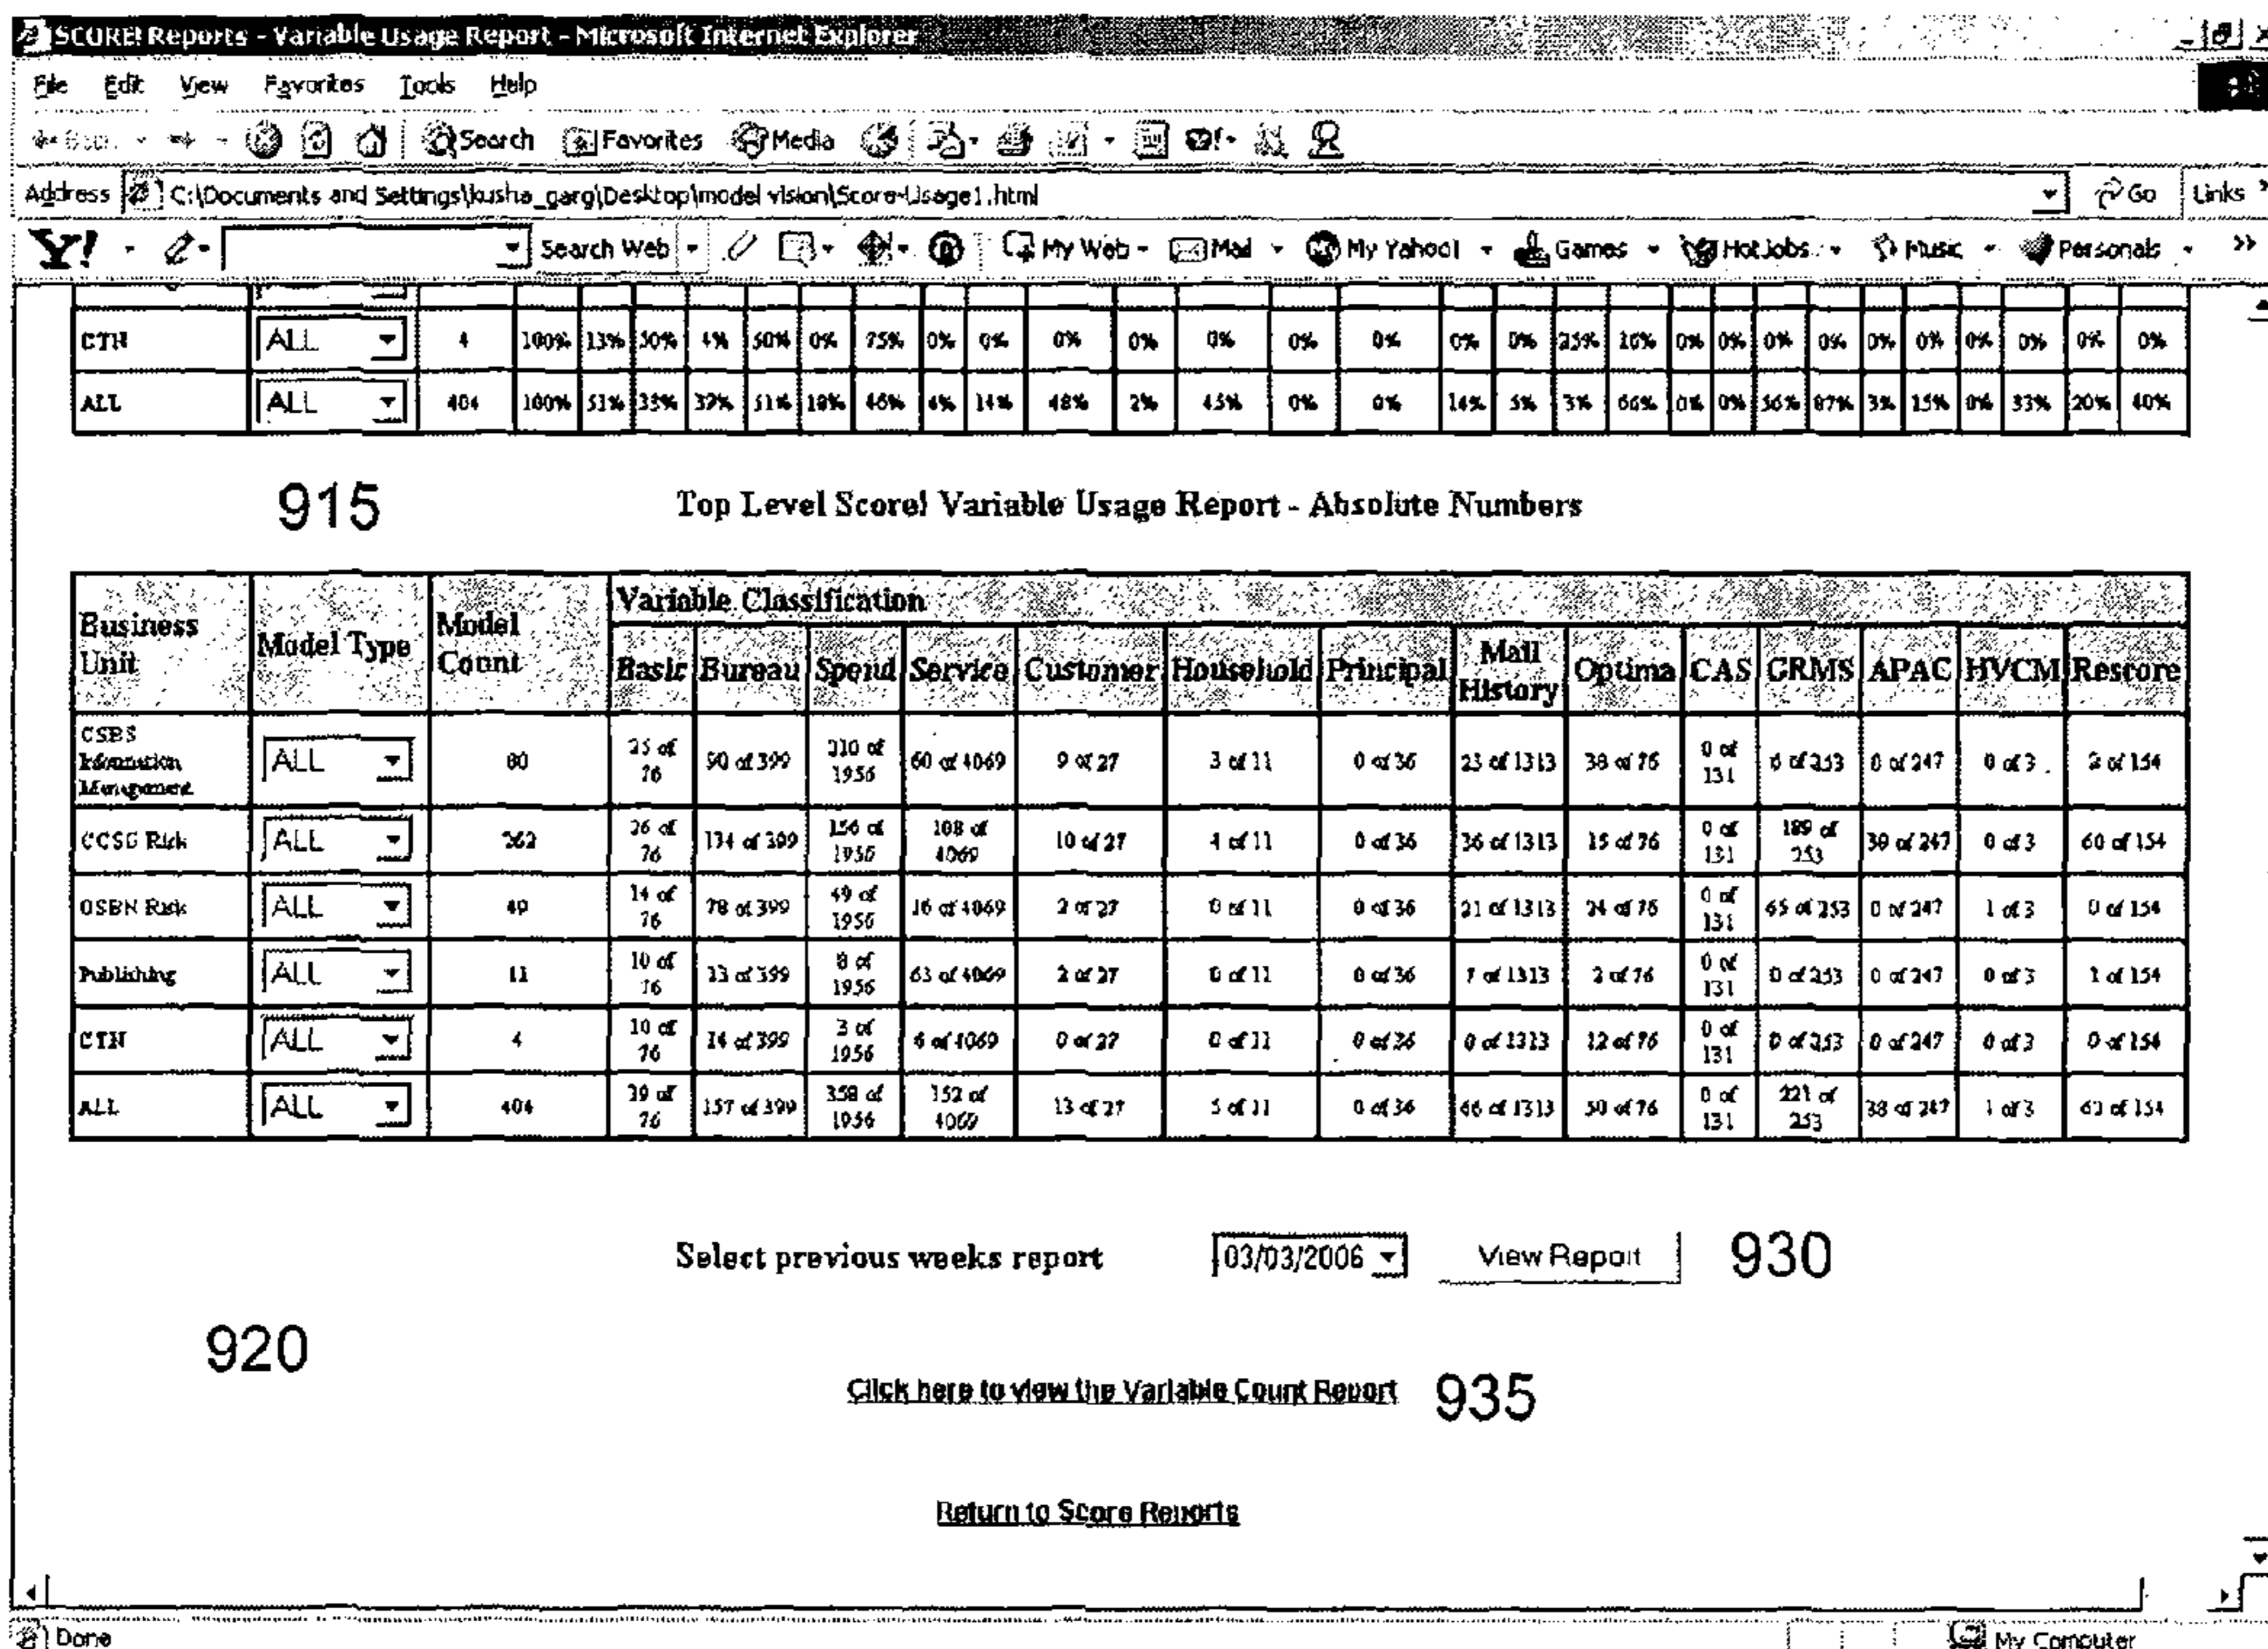 SCORE! Reports - Variable Usage Report - Microsoft Internet Explorer
File Edit View Favorites Tools Help
Search Favorites Media
Address C:\Documents and Settings\kusha_garg\Desktop\model vision\Score-Usage1.html Go Links
Y! Search Web My Web Mail My Yahoo! Games HotJobs Music Personals
CTN ALL 4 100% 13% 50% 4% 50% 0% 75% 0% 0% 0% 0% 0% 0% 0% 0% 0% 25% 0% 0% 0% 0% 0% 0% 0% 0% 0% 0%
ALL ALL 404 100% 51% 51% 46% 4% 14% 48% 2% 45% 0% 0% 14% 5% 3% 66% 0% 0% 56% 87% 3% 15% 0% 33% 20% 40%
915 Top Level Score! Variable Usage Report - Absolute Numbers
Business Unit Model Type Model Count Variable Classification
Basic Bureau Spend Service Customer Household Principal Mail History Optima CAS GRMS APAC HVCM Rescore
Information Management ALL 80 of 76 90 of 399 of 1956 60 of 4069 9 of 27 3 of 11 0 of 36 23 of 1313 38 of 76 0 of 131 of 253 0 of 247 0 of 3 2 of 154
CCSG Risk ALL 262 26 of 76 134 of 399 156 of 1956 108 of 4069 10 of 27 4 of 11 0 of 36 36 of 1313 15 of 76 0 of 131 189 of 253 of 247 0 of 3 60 of 154
OSBN Risk ALL 14 of 76 78 of 399 49 of 1956 16 of 4069 2 of 27 0 of 11 0 of 36 21 of 1313 24 of 76 0 of 131 65 of 253 0 of 247 1 of 3 0 of 154
Publishing ALL 11 10 of 76 33 of 399 8 of 1956 63 of 4069 2 of 27 0 of 11 0 of 36 7 of 1313 2 of 76 0 of 131 0 of 253 0 of 247 0 of 3 1 of 154
CTN ALL 4 10 of 76 of 399 3 of 1956 6 of 4069 0 of 27 0 of 11 0 of 36 0 of 1313 12 of 76 0 of 131 0 of 253 0 of 247 0 of 3 0 of 154
ALL ALL 404 39 of 76 157 of 399 358 of 1956 152 of 4069 13 of 27 5 of 11 0 of 36 of 1313 50 of 76 0 of 131 221 of 253 38 of 247 1 of 3 of 154
Select previous weeks report 03/03/2006 View Report 930
920
Click here to view the Variable Count Report 935
Return to Score Reports
Done My Computer